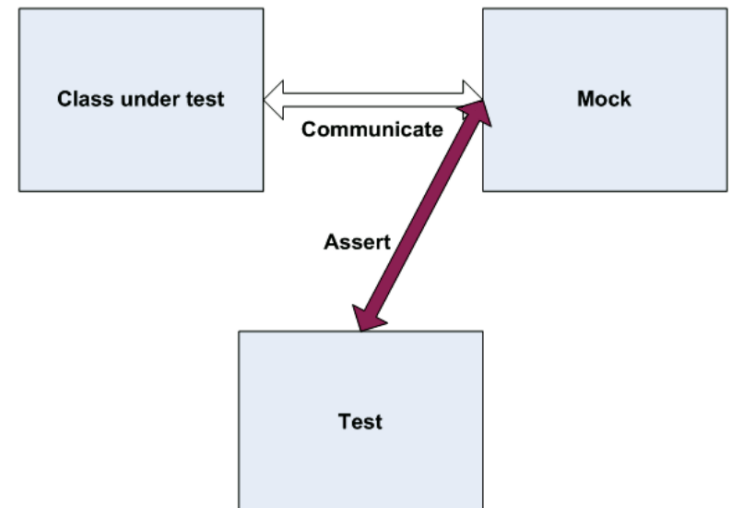 Class under test
Mock
Communicate
Assert
Test